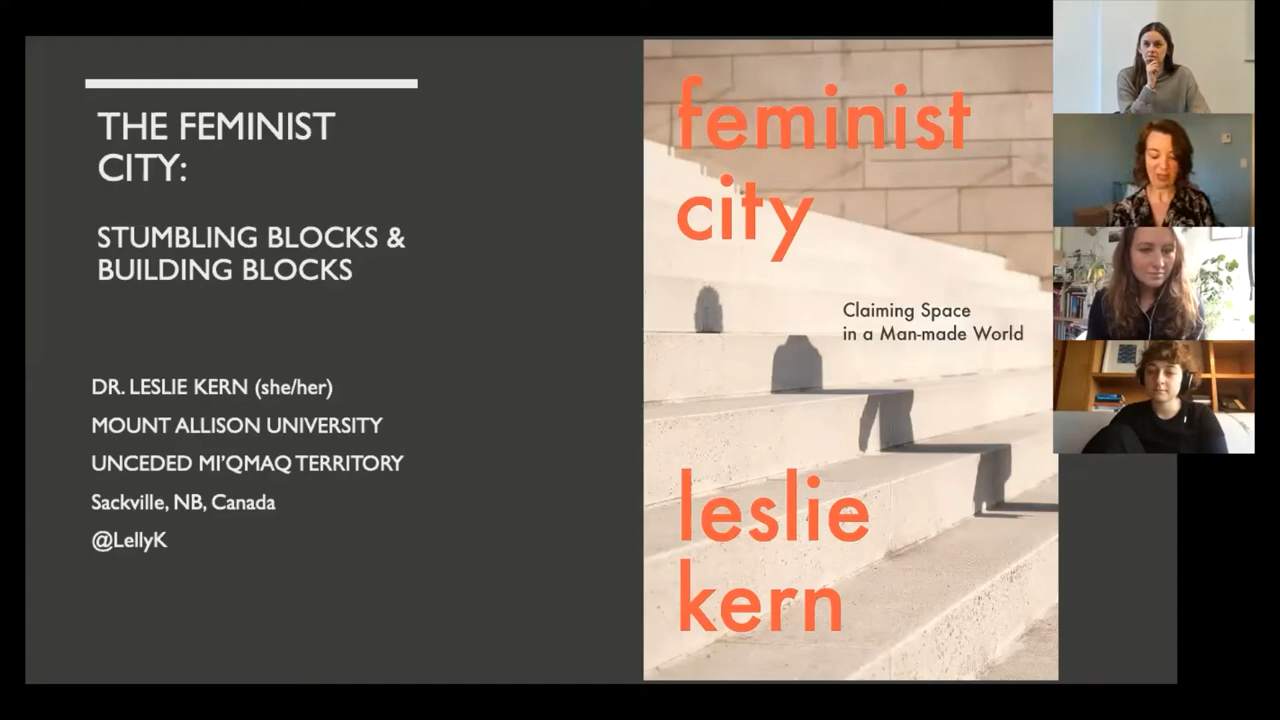 THE FEMINIST
CITY:
STUMBLING BLOCKS &
BUILDING BLOCKS
DR. LESLIE KERN (she/her)
MOUNT ALLISON UNIVERSITY
UNCEDED MI'QMAQ TERRITORY
Sackville, NB, Canada
@LellyK
feminist
city
Claiming Space
in a Man-made World
leslie
kern